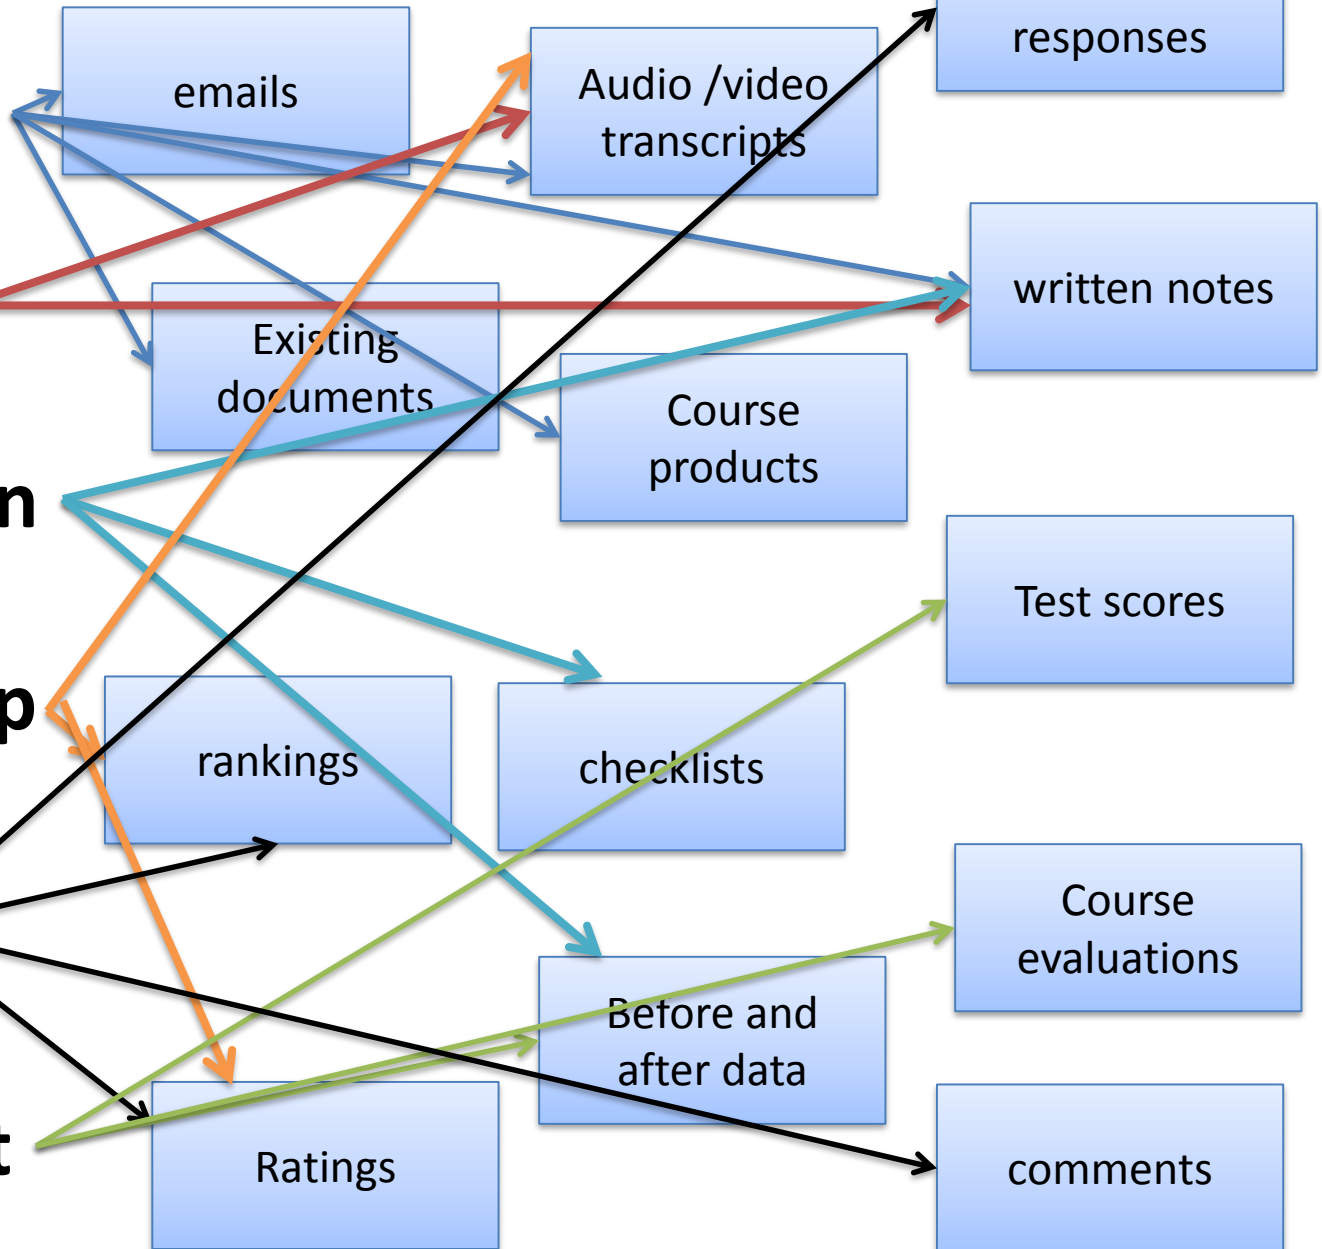 responses
emails
Audio /video
transcripts
written notes
Existing
documents
Course
products
n
Test scores
p
rankings
checklists
Course
evaluations
Before and
after data
t
Ratings
comments